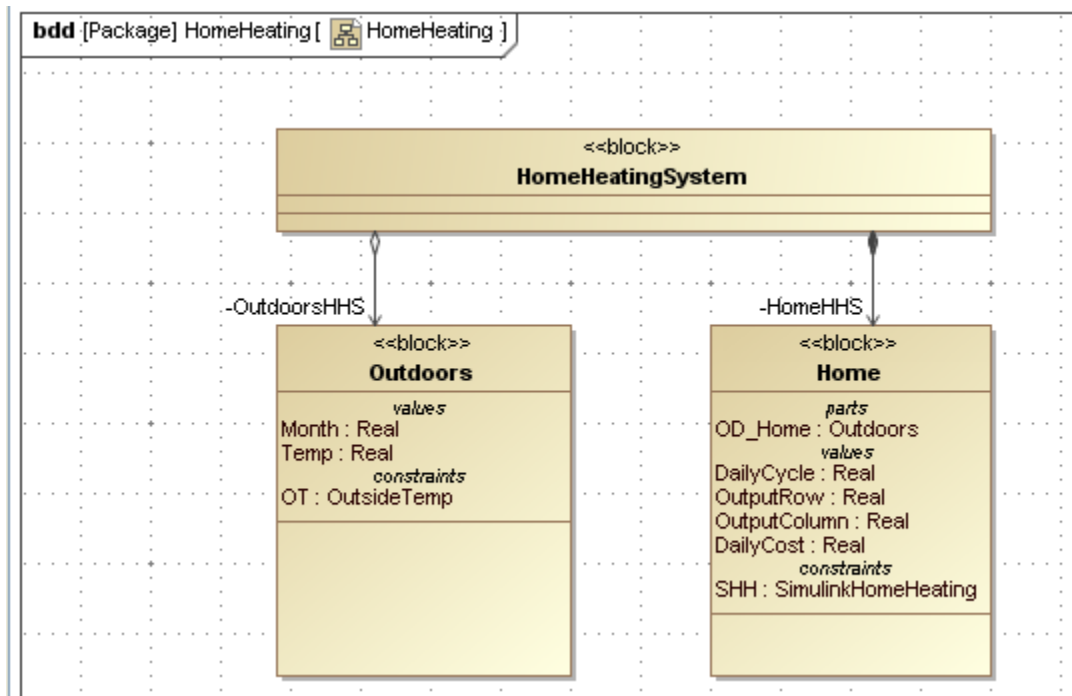 bdd [Package] HomeHeating [ HomeHeating ]
<<block>>
HomeHeatingSystem
-OutdoorsHHS
-HomeHHS
<<block>>
Outdoors
values
Month : Real
Temp : Real
constraints
OT : OutsideTemp
<<block>>
Home
parts
OD_Home : Outdoors
values
DailyCycle : Real
OutputRow : Real
OutputColumn : Real
DailyCost : Real
constraints
SHH : SimulinkHomeHeating